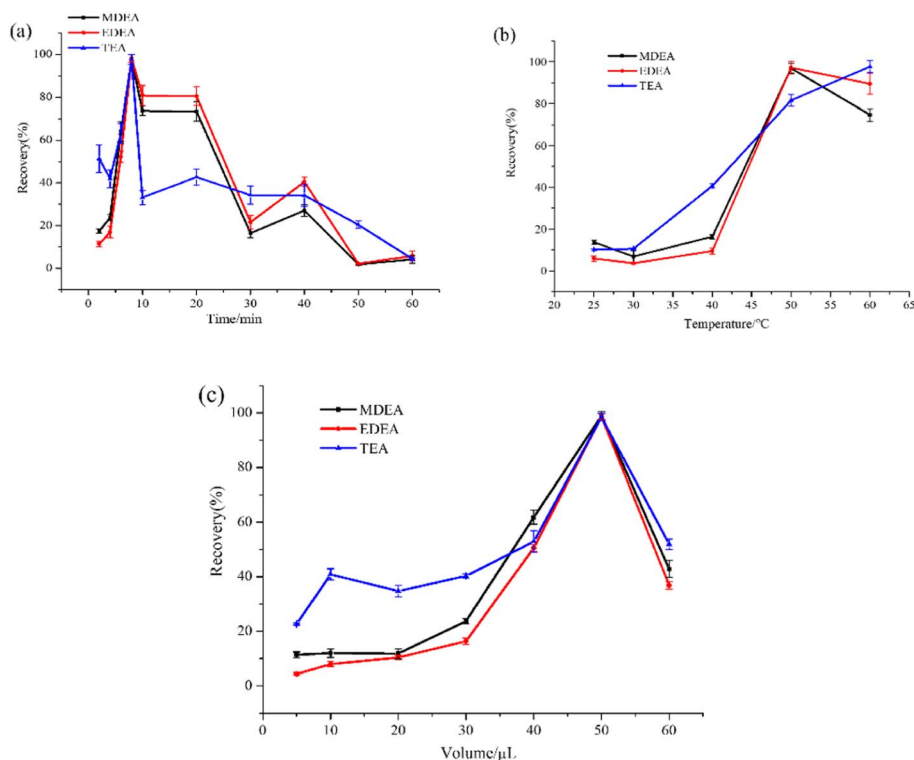 (a)
MDEA
EDEA
TEA
100
80
60
40
20
0
Recovery(%)
0 10 20 30 40 50 60
Time/min
(b)
MDEA
EDEA
TEA
100
80
60
40
20
0
Recovery(%)
20 25 30 35 40 45 50 55 60 65
Temperature/°C
(c)
MDEA
EDEA
TEA
100
80
60
40
20
0
Recovery(%)
0 10 20 30 40 50 60
Volume/μL